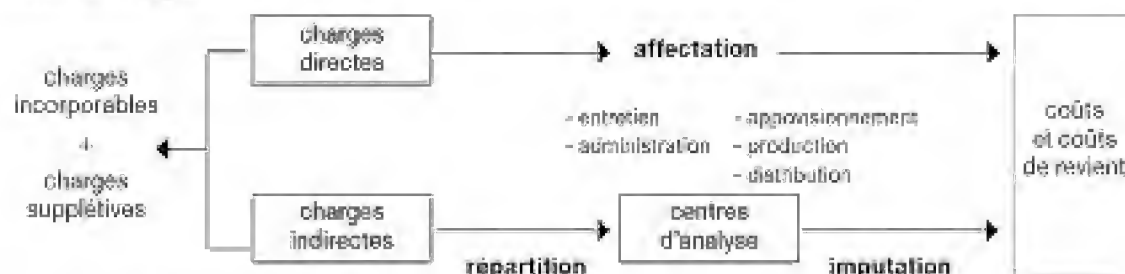 charges
incorporables
+
charges
supplétives
charges
directes
affectation
- entretien
- administration
- approvisionnement
- production
- distribution
charges
indirectes
répartition
centres
d'analyse
imputation
coûts
et coûts
de revient